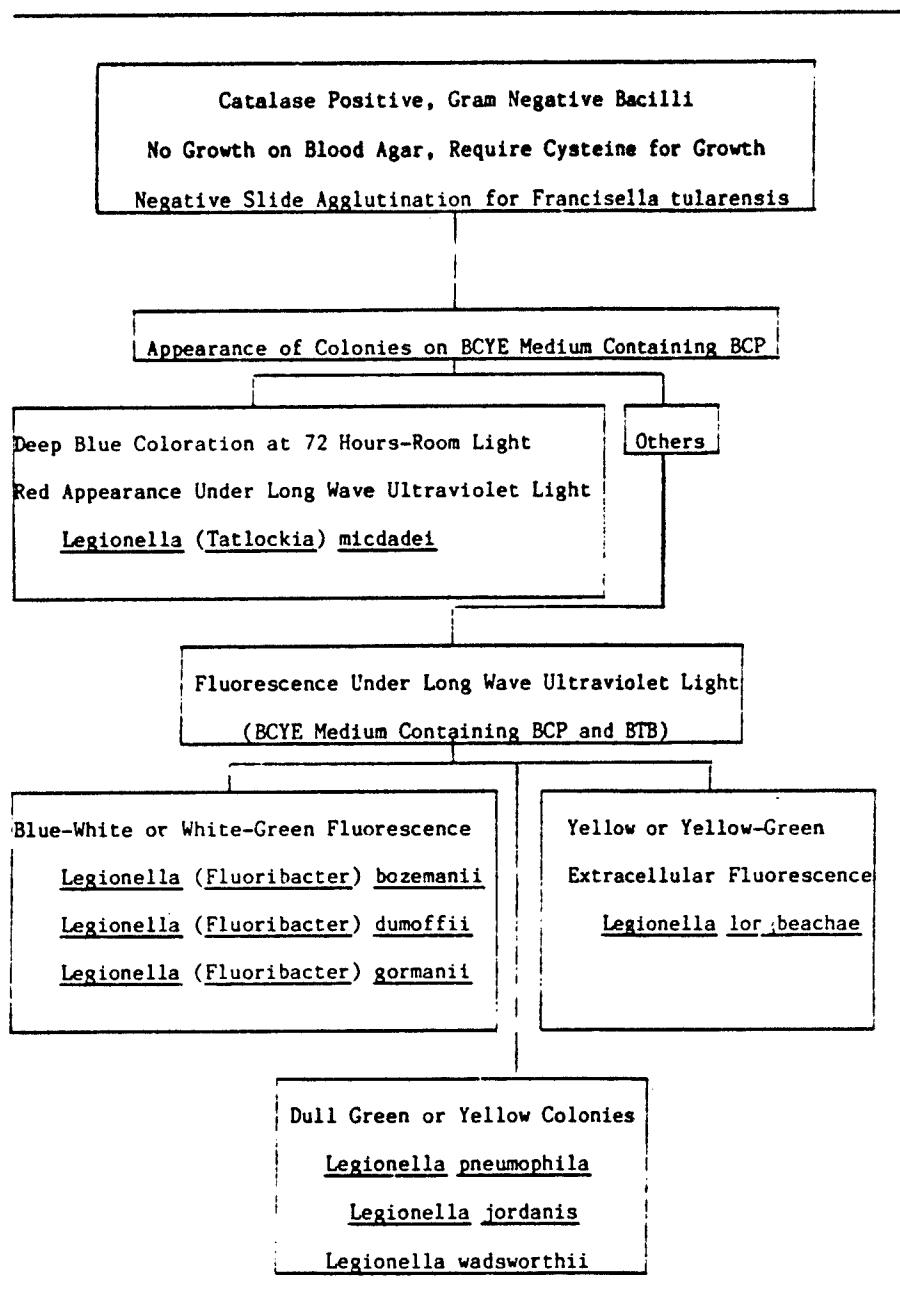 Catalase Positive, Gram Negative Bacilli
No Growth on Blood Agar, Require Cysteine for Growth
Negative Slide Agglutination for Francisella tularensis
Appearance of Colonies on BCYE Medium Containing BCP
Deep Blue Coloration at 72 Hours-Room Light
Red Appearance Under Long Wave Ultraviolet Light
Legionella (Tatlockia) micdadei
Others
Fluorescence Under Long Wave Ultraviolet Light
(BCYE Medium Containing BCP and BTB)
Blue-White or White-Green Fluorescence
Legionella (Fluoribacter) bozemanii
Legionella (Fluoribacter) dumoffii
Legionella (Fluoribacter) gormanii
Yellow or Yellow-Green
Extracellular Fluorescence
Legionella lor beachae
Dull Green or Yellow Colonies
Legionella pneumophila
Legionella jordanis
Legionella wadsworthii